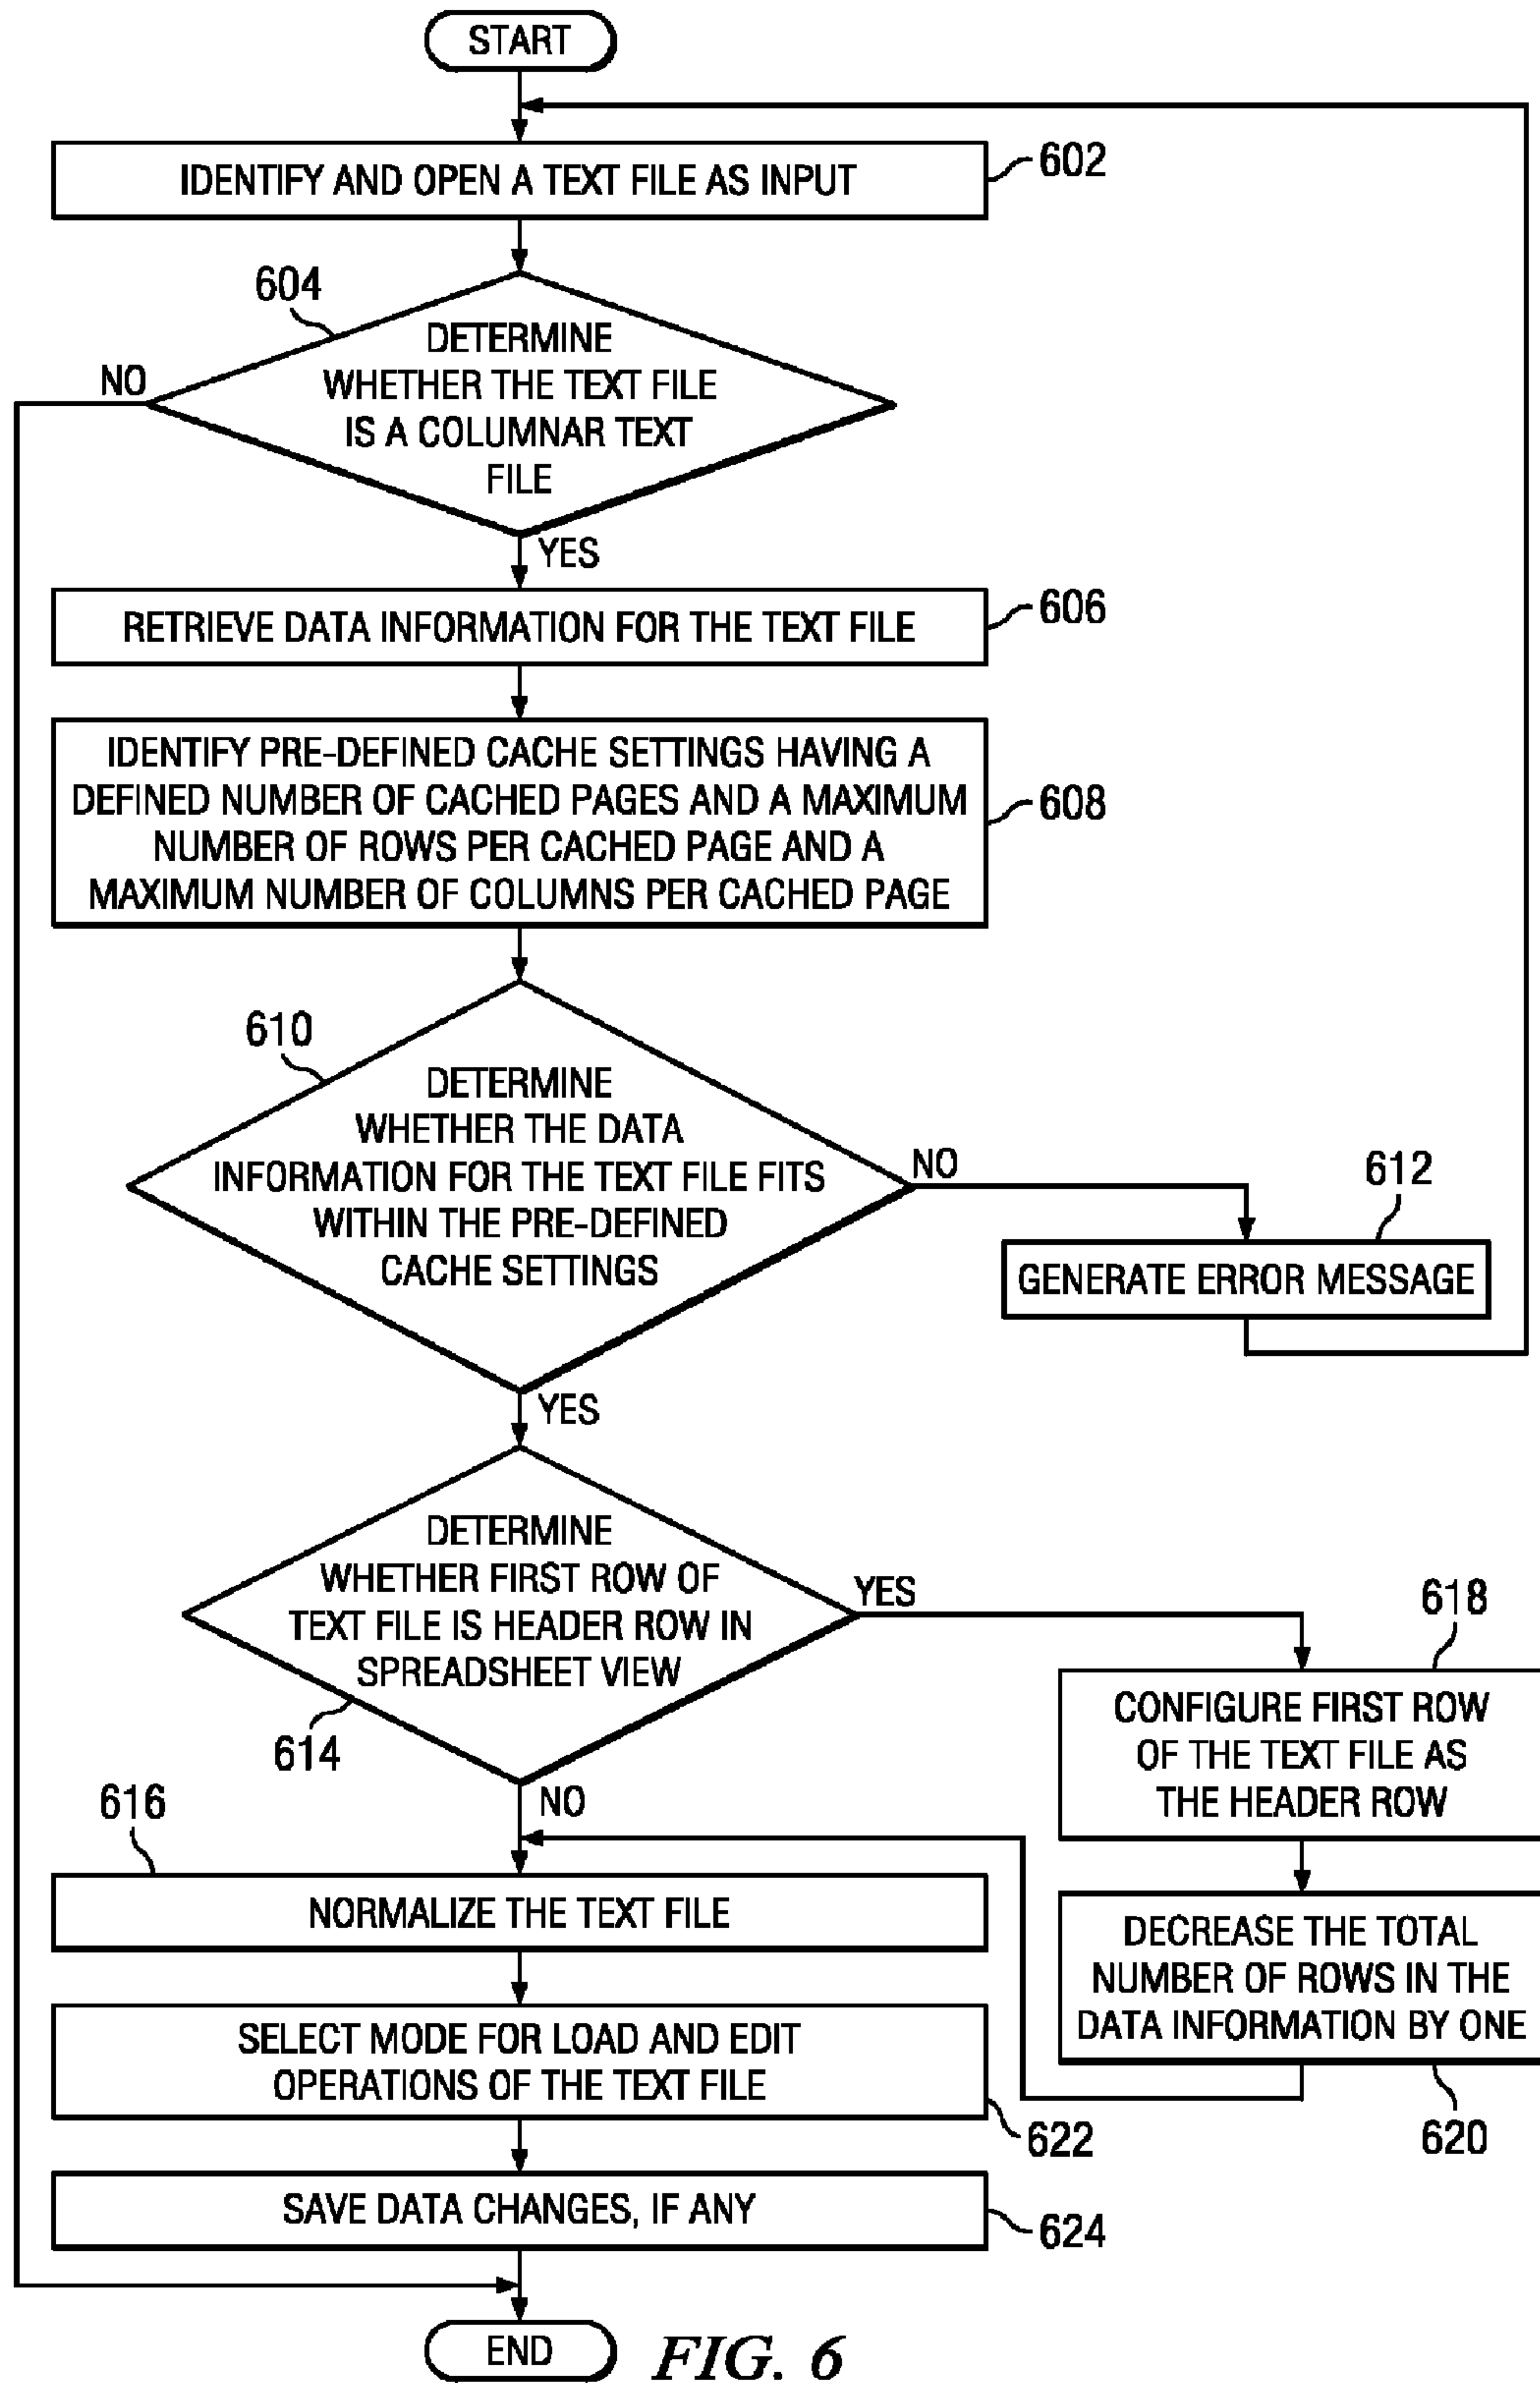 START
IDENTIFY AND OPEN A TEXT FILE AS INPUT
602
604
DETERMINE
WHETHER THE TEXT FILE
IS A COLUMNAR TEXT
FILE
NO
YES
RETRIEVE DATA INFORMATION FOR THE TEXT FILE
606
IDENTIFY PRE-DEFINED CACHE SETTINGS HAVING A
DEFINED NUMBER OF CACHED PAGES AND A MAXIMUM
NUMBER OF ROWS PER CACHED PAGE AND A
MAXIMUM NUMBER OF COLUMNS PER CACHED PAGE
608
610
DETERMINE
WHETHER THE DATA
INFORMATION FOR THE TEXT FILE FITS
WITHIN THE PRE-DEFINED
CACHE SETTINGS
NO
612
GENERATE ERROR MESSAGE
YES
DETERMINE
WHETHER FIRST ROW OF
TEXT FILE IS HEADER ROW IN
SPREADSHEET VIEW
614
YES
618
CONFIGURE FIRST ROW
OF THE TEXT FILE AS
THE HEADER ROW
NO
616
NORMALIZE THE TEXT FILE
DECREASE THE TOTAL
NUMBER OF ROWS IN THE
DATA INFORMATION BY ONE
620
SELECT MODE FOR LOAD AND EDIT
OPERATIONS OF THE TEXT FILE
622
SAVE DATA CHANGES, IF ANY
624
END
FIG. 6